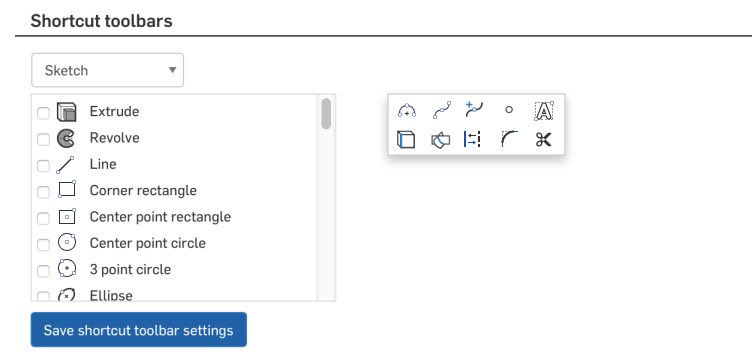 Shortcut toolbars
Sketch
Extrude
Revolve
Line
Corner rectangle
Center point rectangle
Center point circle
3 point circle
Ellipse
Save shortcut toolbar settings